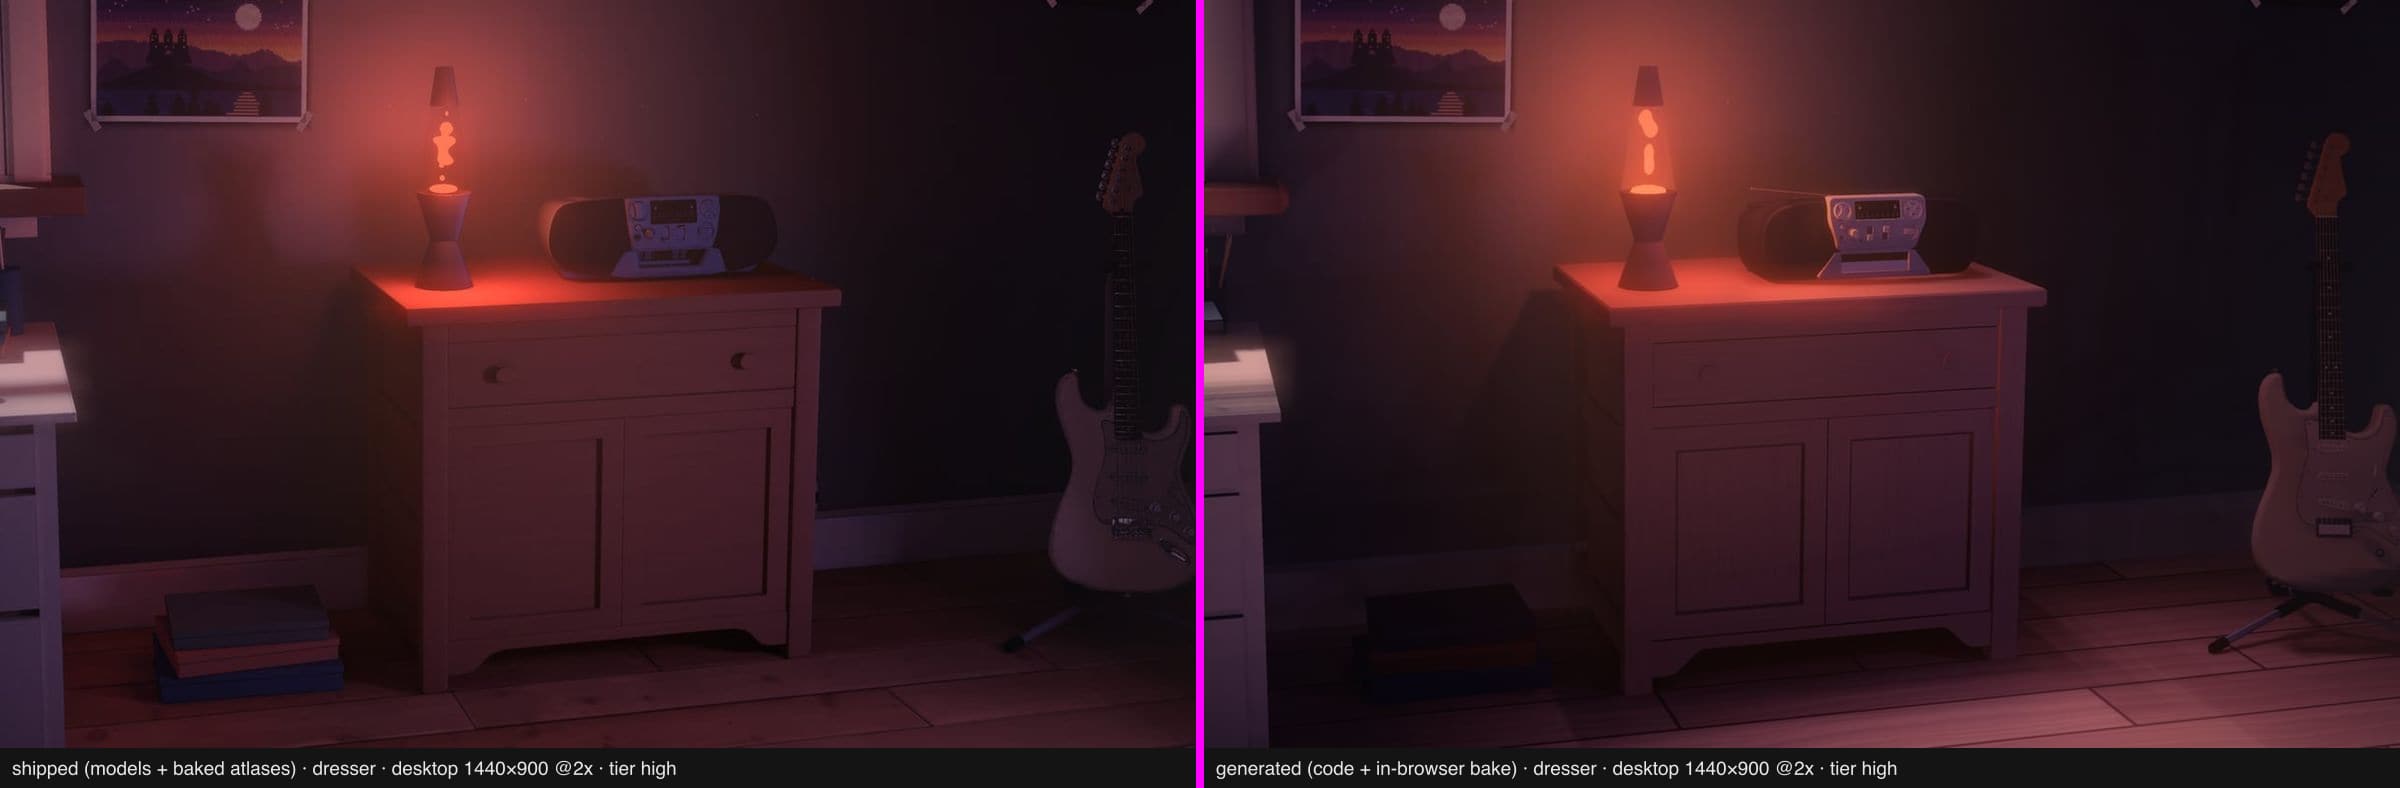 shipped (models + baked atlases) · dresser · desktop 1440×900 @2x · tier high
generated (code + in-browser bake) · dresser · desktop 1440×900 @2x · tier high